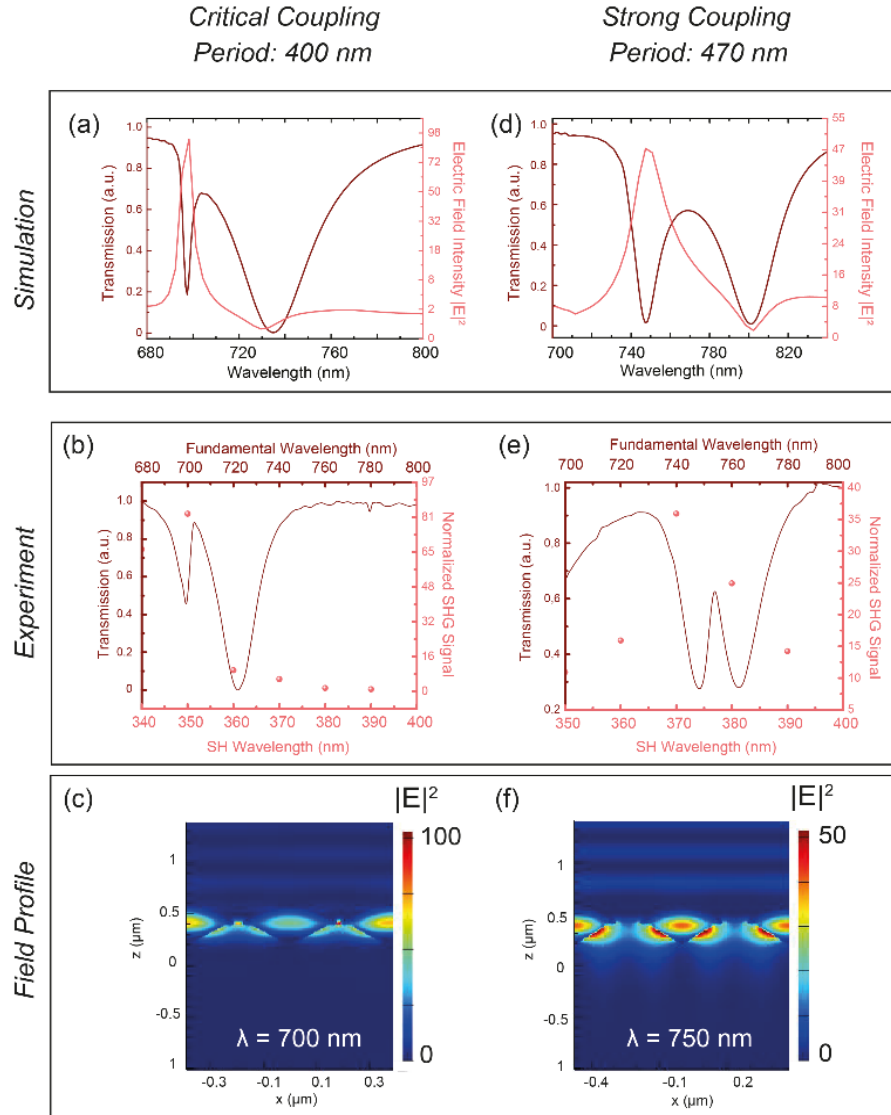 Critical Coupling
Period: 400 nm
Strong Coupling
Period: 470 nm
Simulation
(a)
1.0
0.8
0.6
0.4
0.2
0
Transmission (a.u.)
98
72
50
32
18
8
2
0
Electric Field Intensity |E|²
680 720 760 800
Wavelength (nm)
(d)
1.0
0.8
0.6
0.4
0.2
0
Transmission (a.u.)
55
47
39
31
24
16
8
0
Electric Field Intensity |E|²
700 740 780 820
Wavelength (nm)
Experiment
(b)
Fundamental Wavelength (nm)
680 700 720 740 760 780 800
1.0
0.8
0.6
0.4
0.2
0
Transmission (a.u.)
97
81
65
48
32
16
0
Normalized SHG Signal
340 350 360 370 380 390 400
SH Wavelength (nm)
(e)
Fundamental Wavelength (nm)
700 720 740 760 780 800
1.0
0.8
0.6
0.4
0.2
Transmission (a.u.)
40
35
30
25
20
15
10
5
Normalized SHG Signal
350 360 370 380 390 400
SH Wavelength (nm)
Field Profile
(c)
|E|²
1
0.5
0
-0.5
1
z (µm)
λ = 700 nm
100
0
-0.4 -0.1 0.1 0.3
x (µm)
(f)
|E|²
1
0.5
0
-0.5
1
z (µm)
λ = 750 nm
50
0
-0.4 -0.1 0.2
x (µm)